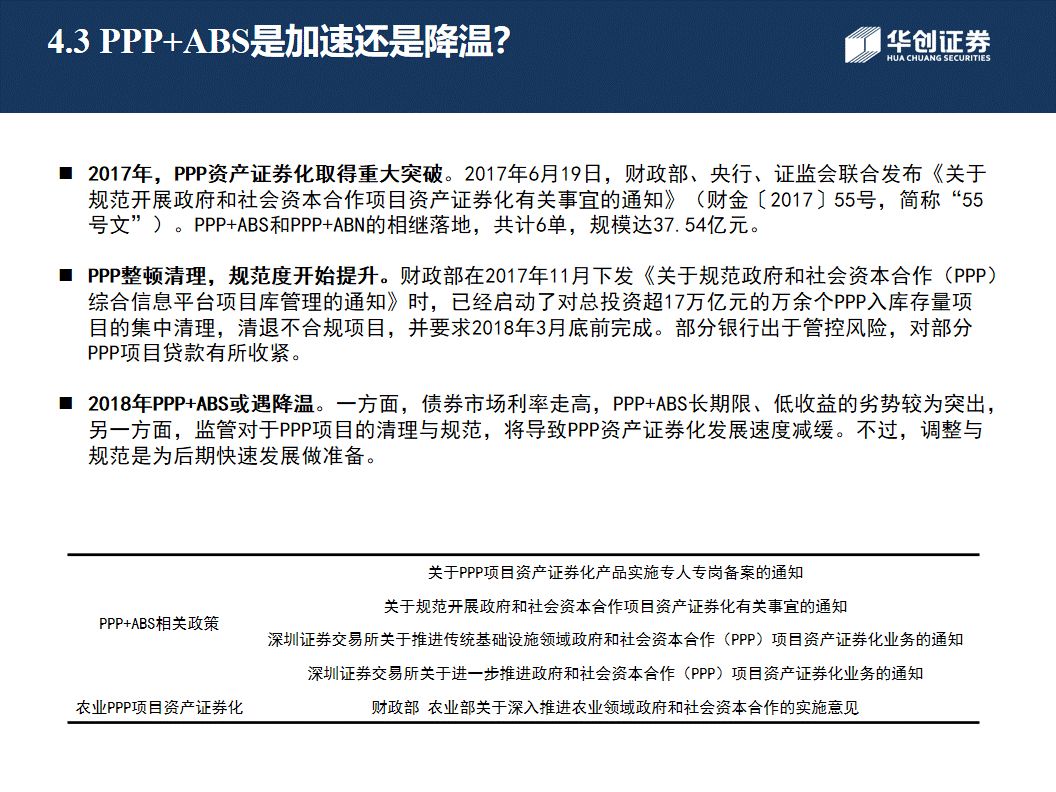 4.3 PPP+ABS是加速还是降温?
华创证券
HUA CHUANG SECURITIES
■ 2017年，PPP资产证券化取得重大突破。2017年6月19日，财政部、央行、证监会联合发布《关于
规范开展政府和社会资本合作项目资产证券化有关事宜的通知》（财金〔2017〕55号，简称“55
号文”）。PPP+ABS和PPP+ABN的相继落地，共计6单，规模达37.54亿元。
■ PPP整顿清理，规范度开始提升。财政部在2017年11月下发《关于规范政府和社会资本合作（PPP）
综合信息平台项目库管理的通知》时，已经启动了对总投资超17万亿元的万余个PPP入库存量项
目的集中清理，清退不合规项目，并要求2018年3月底前完成。部分银行出于管控风险，对部分
PPP项目贷款有所收紧。
■ 2018年PPP+ABS或遇降温。一方面，债券市场利率走高，PPP+ABS长期限、低收益的劣势较为突出，
另一方面，监管对于PPP项目的清理与规范，将导致PPP资产证券化发展速度减缓。不过，调整与
规范是为后期快速发展做准备。
关于PPP项目资产证券化产品实施专人专岗备案的通知
关于规范开展政府和社会资本合作项目资产证券化有关事宜的通知
PPP+ABS相关政策
深圳证券交易所关于推进传统基础设施领域政府和社会资本合作（PPP）项目资产证券化业务的通知
深圳证券交易所关于进一步推进政府和社会资本合作（PPP）项目资产证券化业务的通知
农业PPP项目资产证券化
财政部 农业部关于深入推进农业领域政府和社会资本合作的实施意见